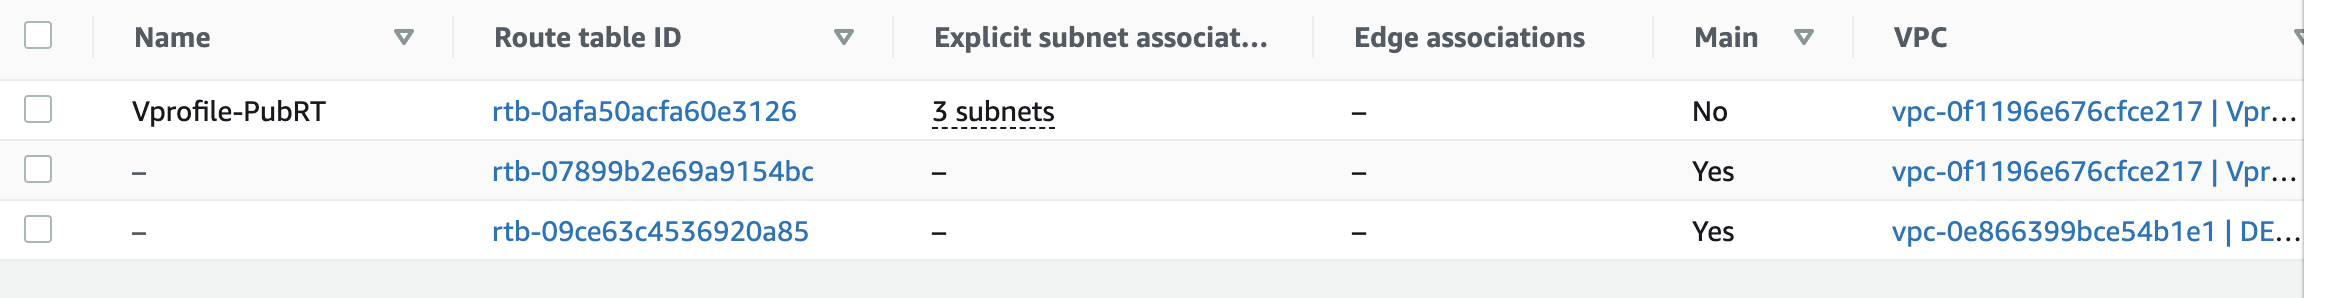 Name Route table ID Explicit subnet associat... Edge associations Main VPC
Vprofile-PubRT rtb-0afa50acfa60e3126 3 subnets – No vpc-0f1196e676cfce217 | Vpr...
– rtb-07899b2e69a9154bc – – Yes vpc-0f1196e676cfce217 | Vpr...
– rtb-09ce63c4536920a85 – – Yes vpc-0e866399bce54b1e1 | DE...